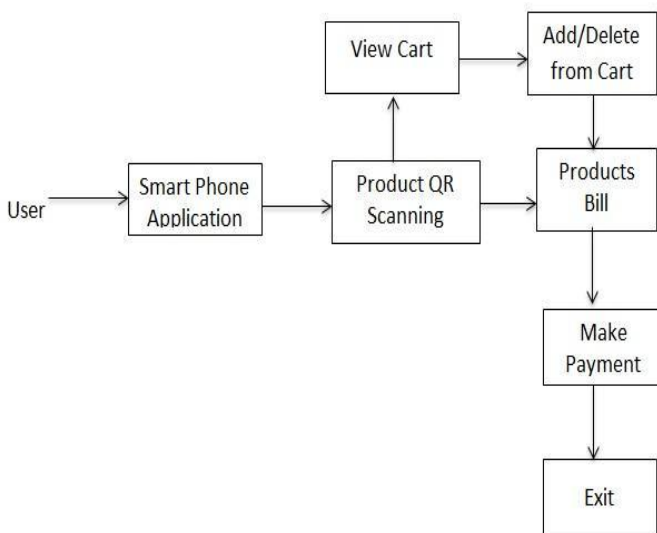 View Cart
Add/Delete
from Cart
User
Smart Phone
Application
Product QR
Scanning
Products
Bill
Make
Payment
Exit